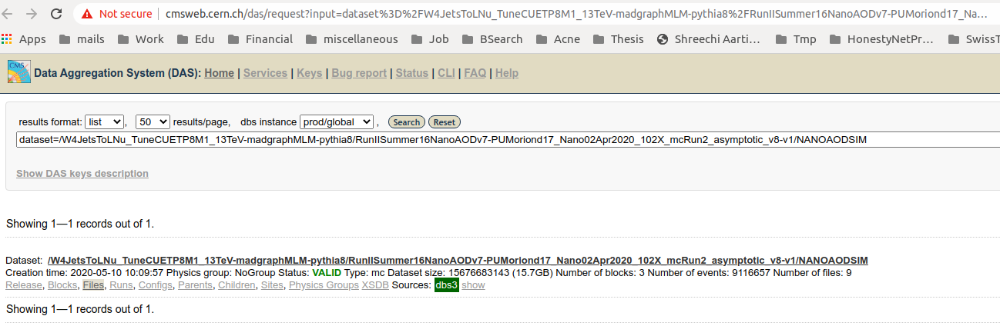 Not secure | cmsweb.cern.ch/das/request?input=dataset%3D%2FW4JetsToLNu_TuneCUETP8M1_13TeV-madgraphMLM-pythia8%2FRunIISummer16NanoAODv7-PUMoriond17_Na...
Apps mails Work Edu Financial miscellaneous Job BSearch Acne Thesis Shreechi Aarti... Tmp HonestyNetPr... SwissT
CMS Data Aggregation System (DAS): Home | Services | Keys | Bug report | Status | CLI | FAQ | Help
results format: list, 50 results/page, dbs instance prod/global, Search Reset
dataset=/W4JetsToLNu_TuneCUETP8M1_13TeV-madgraphMLM-pythia8/RunIISummer16NanoAODv7-PUMoriond17_Nano02Apr2020_102X_mcRun2_asymptotic_v8-v1/NANOAODSIM
Show DAS keys description
Showing 1—1 records out of 1.
Dataset: /W4JetsToLNu_TuneCUETP8M1_13TeV-madgraphMLM-pythia8/RunIISummer16NanoAODv7-PUMoriond17_Nano02Apr2020_102X_mcRun2_asymptotic_v8-v1/NANOAODSIM
Creation time: 2020-05-10 10:09:57 Physics group: NoGroup Status: VALID Type: mc Dataset size: 15676683143 (15.7GB) Number of blocks: 3 Number of events: 9116657 Number of files: 9
Release, Blocks, Files, Runs, Configs, Parents, Children, Sites, Physics Groups XSDB Sources: dbs3 show
Showing 1—1 records out of 1.